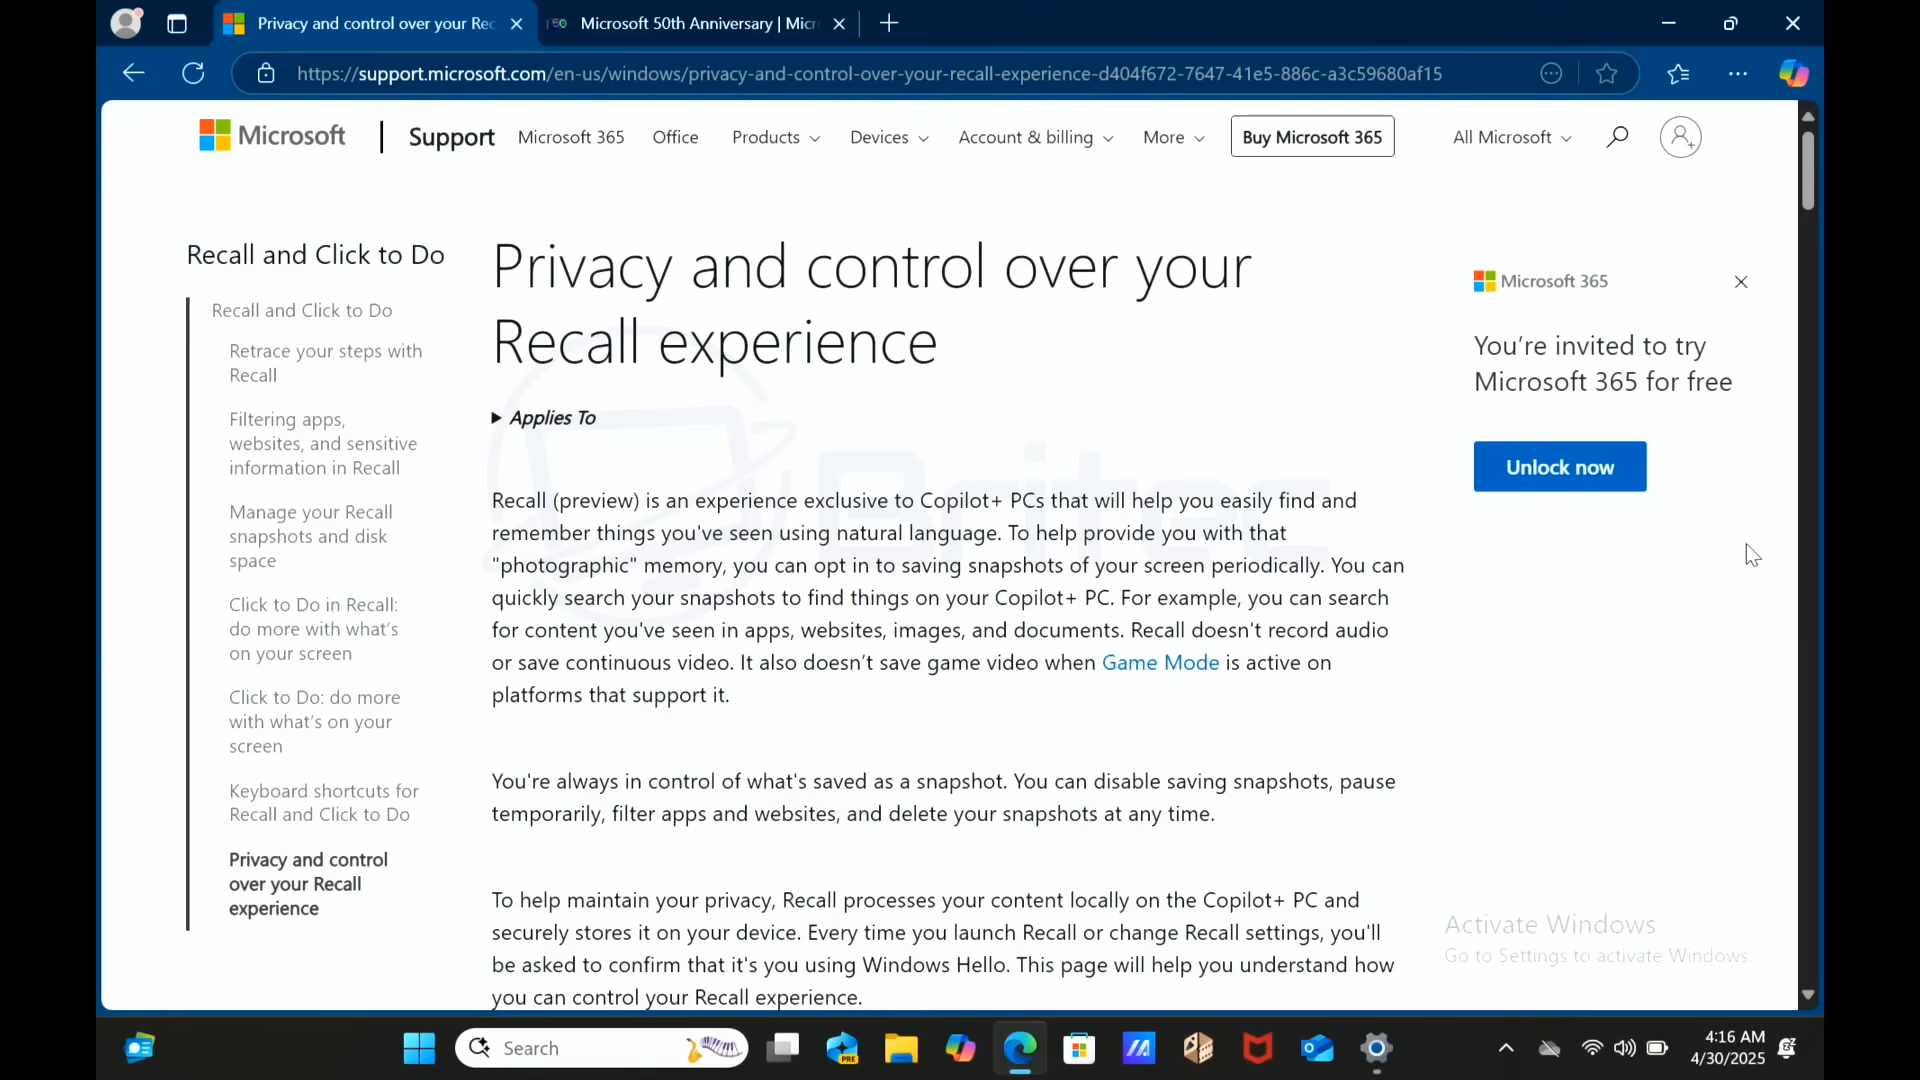 Privacy and control over your Rec
50 Microsoft 50th Anniversary | Micr
https://support.microsoft.com/en-us/windows/privacy-and-control-over-your-recall-experience-d404f672-7647-41e5-886c-a3c59680af15
Microsoft Support Microsoft 365 Office Products Devices Account & billing More Buy Microsoft 365 All Microsoft
Recall and Click to Do
Recall and Click to Do
Retrace your steps with
Recall
Filtering apps,
websites, and sensitive
information in Recall
Manage your Recall
snapshots and disk
space
Click to Do in Recall:
do more with what's
on your screen
Click to Do: do more
with what's on your
screen
Keyboard shortcuts for
Recall and Click to Do
Privacy and control
over your Recall
experience
Privacy and control over your
Recall experience
Applies To
Recall (preview) is an experience exclusive to Copilot+ PCs that will help you easily find and
remember things you've seen using natural language. To help provide you with that
"photographic" memory, you can opt in to saving snapshots of your screen periodically. You can
quickly search your snapshots to find things on your Copilot+ PC. For example, you can search
for content you've seen in apps, websites, images, and documents. Recall doesn't record audio
or save continuous video. It also doesn't save game video when Game Mode is active on
platforms that support it.
You're always in control of what's saved as a snapshot. You can disable saving snapshots, pause
temporarily, filter apps and websites, and delete your snapshots at any time.
To help maintain your privacy, Recall processes your content locally on the Copilot+ PC and
securely stores it on your device. Every time you launch Recall or change Recall settings, you'll
be asked to confirm that it's you using Windows Hello. This page will help you understand how
you can control your Recall experience.
Britec
Microsoft 365
You're invited to try
Microsoft 365 for free
Unlock now
Activate Windows
Go to Settings to activate Windows.
Search
PRE
4:16 AM
4/30/2025